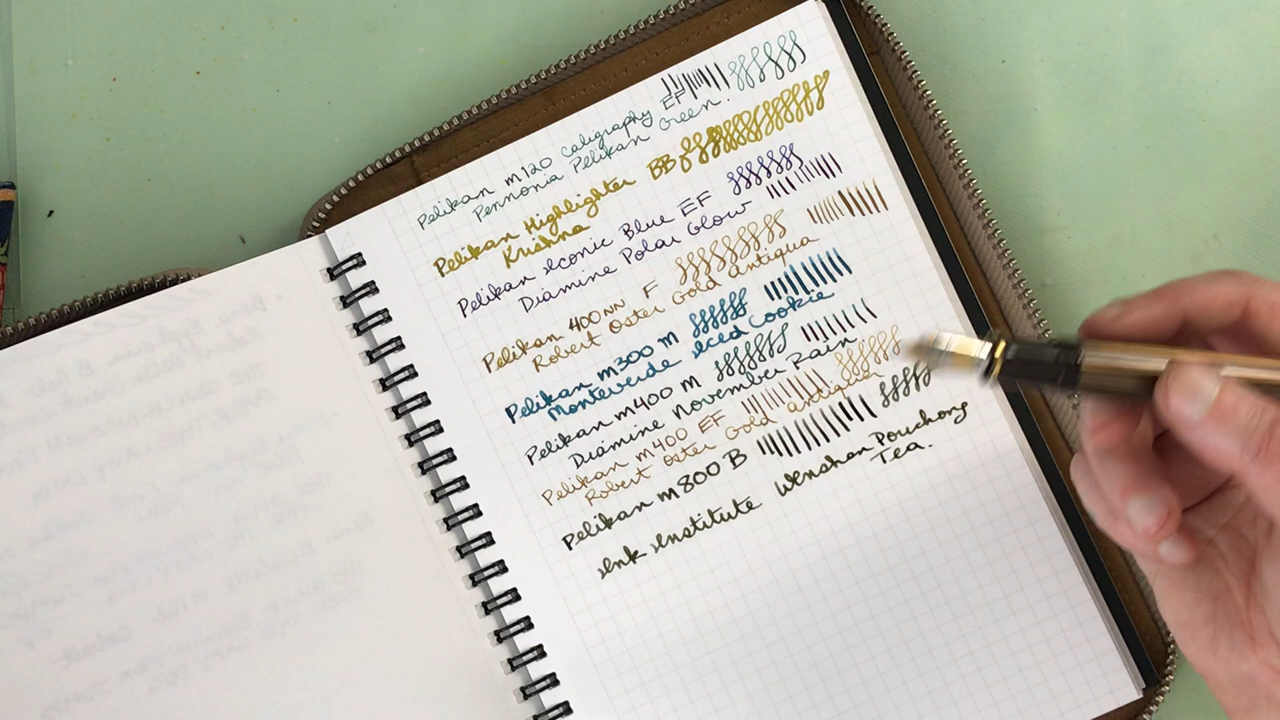 Pelikan m120 Caligraphy EF
Pennonia Pelikan Green.
Pelikan Highlighter BB
Krishna
Pelikan Iconic Blue EF
Diamine Polar Glow
Pelikan 400NN F
Robert Oster Gold antiqua
Pelikan m300 M
Monteverde Iced Cookie
Pelikan m400 M
Diamine November Rain
Pelikan m400 EF
Robert Oster Gold antiqua
Pelikan m800 B
Ink Institute Wenshan Pouchong
Tea.